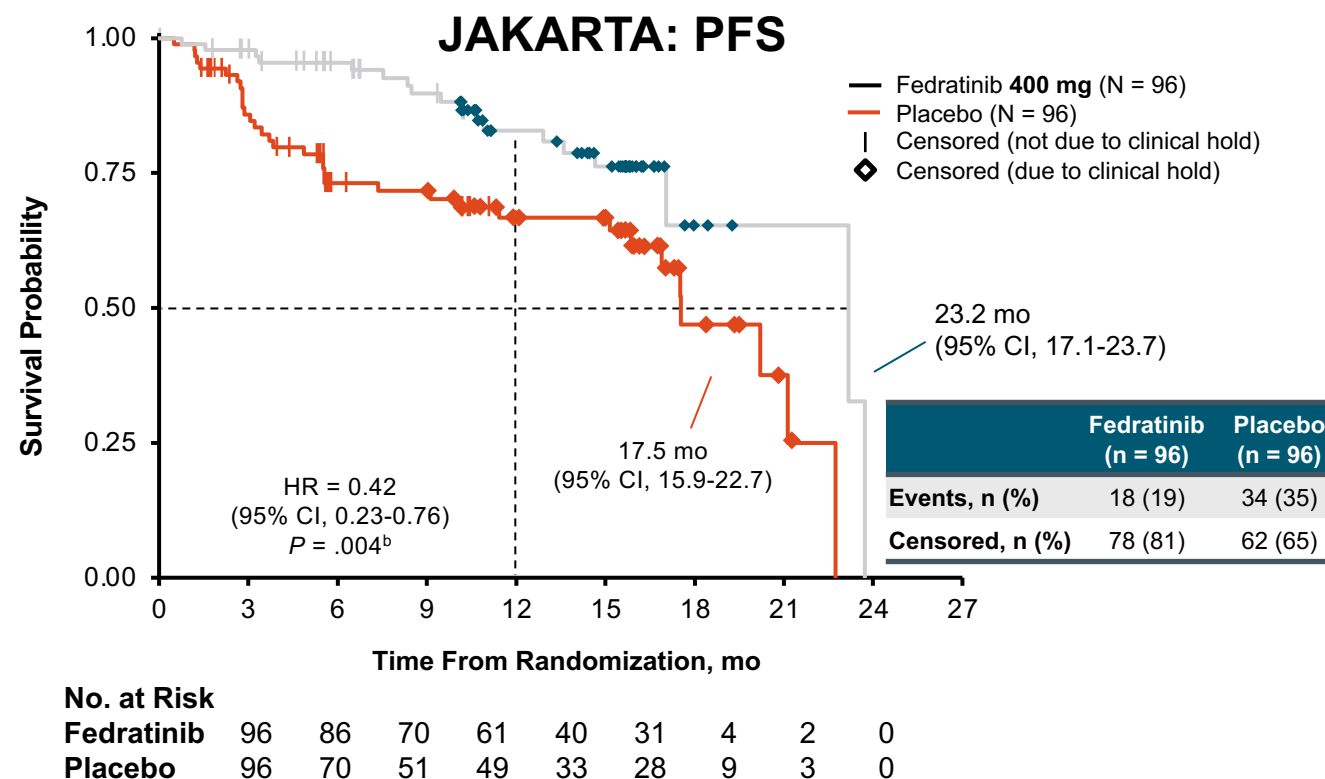 JAKARTA: PFS
Fedratinib 400 mg (N = 96)
Placebo (N = 96)
Censored (not due to clinical hold)
Censored (due to clinical hold)
Survival Probability
1.00
0.75
0.50
0.25
0.00
23.2 mo
(95% CI, 17.1-23.7)
17.5 mo
(95% CI, 15.9-22.7)
HR = 0.42
(95% CI, 0.23-0.76)
P = .004ᵇ
Fedratinib Placebo
(n = 96) (n = 96)
Events, n (%) 18 (19) 34 (35)
Censored, n (%) 78 (81) 62 (65)
0 3 6 9 12 15 18 21 24 27
Time From Randomization, mo
No. at Risk
Fedratinib 96 86 70 61 40 31 4 2 0
Placebo 96 70 51 49 33 28 9 3 0